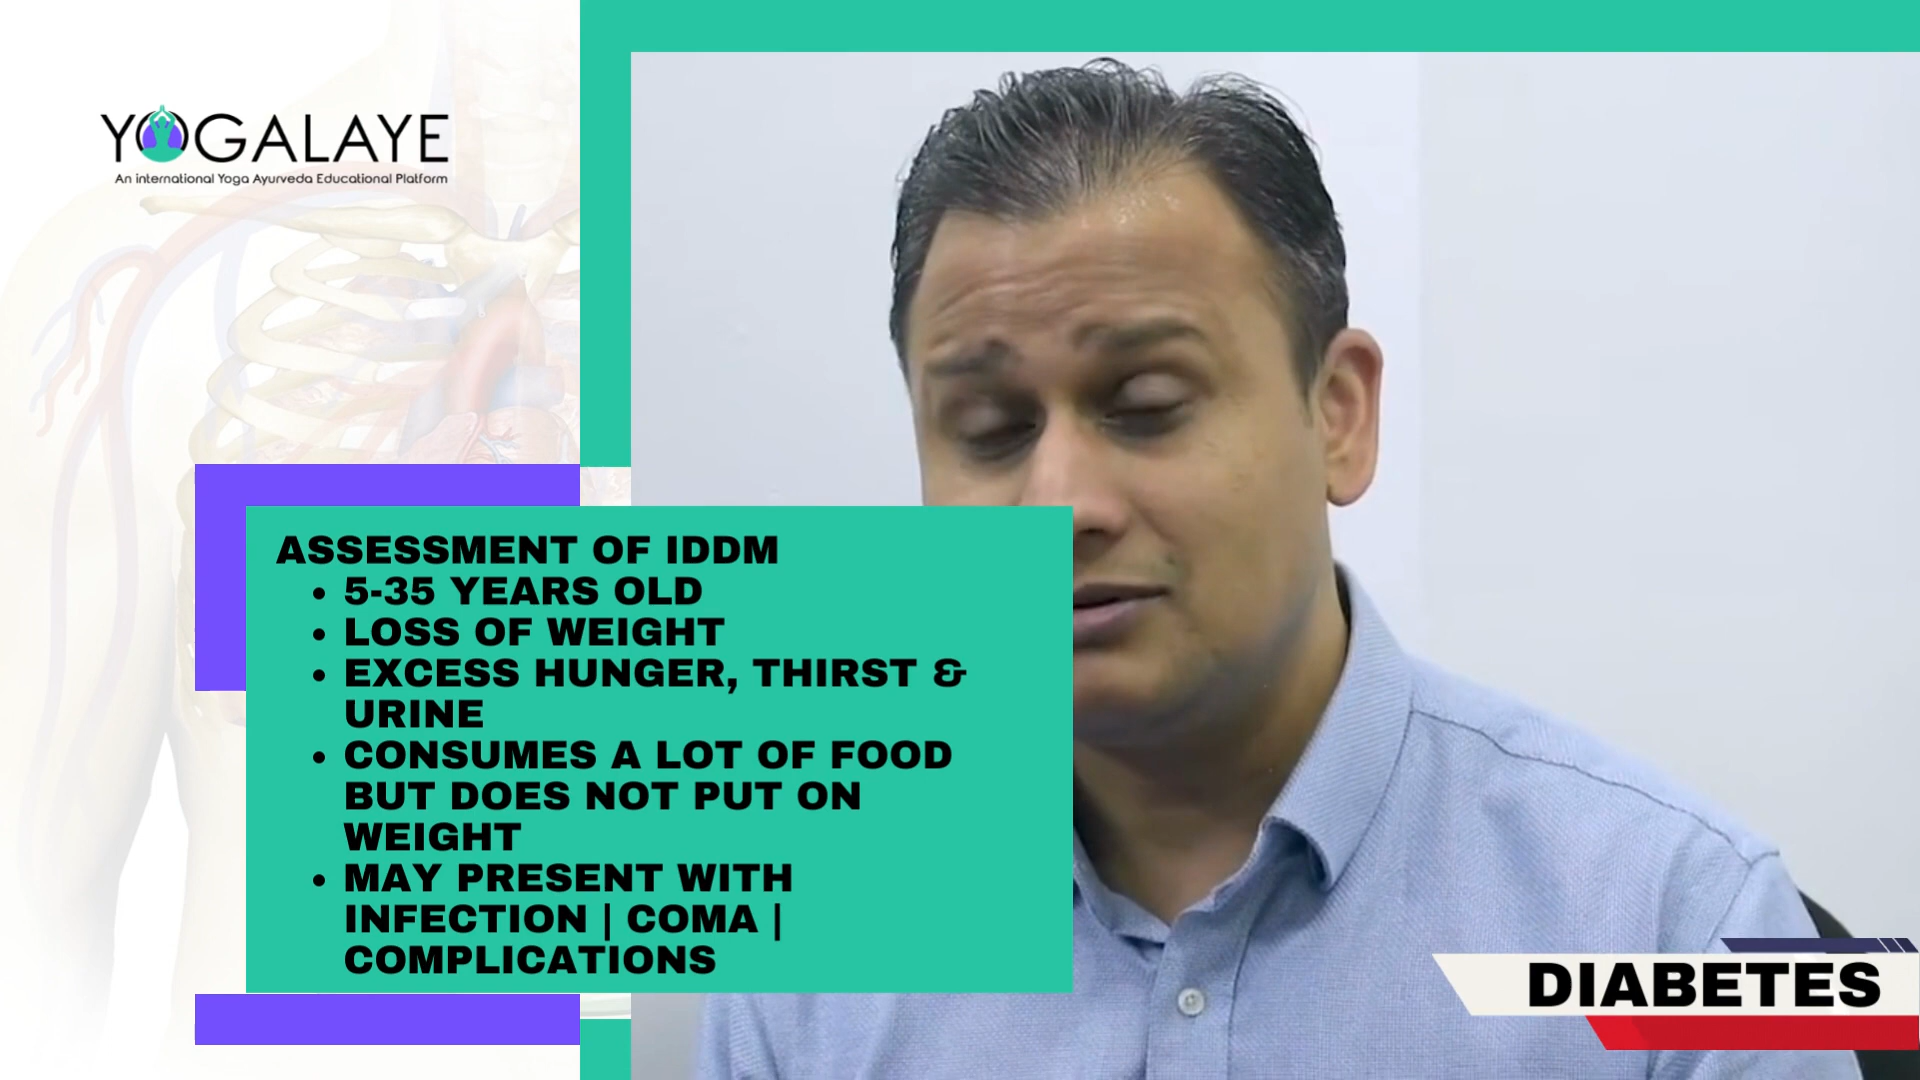 YOGALAYE
An international Yoga Ayurveda Educational Platform
ASSESSMENT OF IDDM
• 5-35 YEARS OLD
• LOSS OF WEIGHT
• EXCESS HUNGER, THIRST &
URINE
• CONSUMES A LOT OF FOOD
BUT DOES NOT PUT ON
WEIGHT
• MAY PRESENT WITH
INFECTION | COMA |
COMPLICATIONS
DIABETES